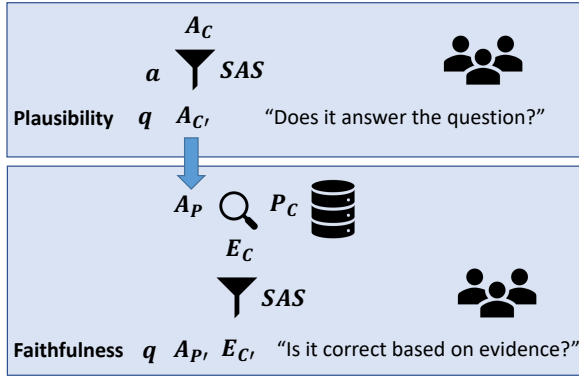 A_C
a SAS
Plausibility q A_C' "Does it answer the question?"
A_P P_C
E_C
SAS
Faithfulness q A_P' E_C' "Is it correct based on evidence?"